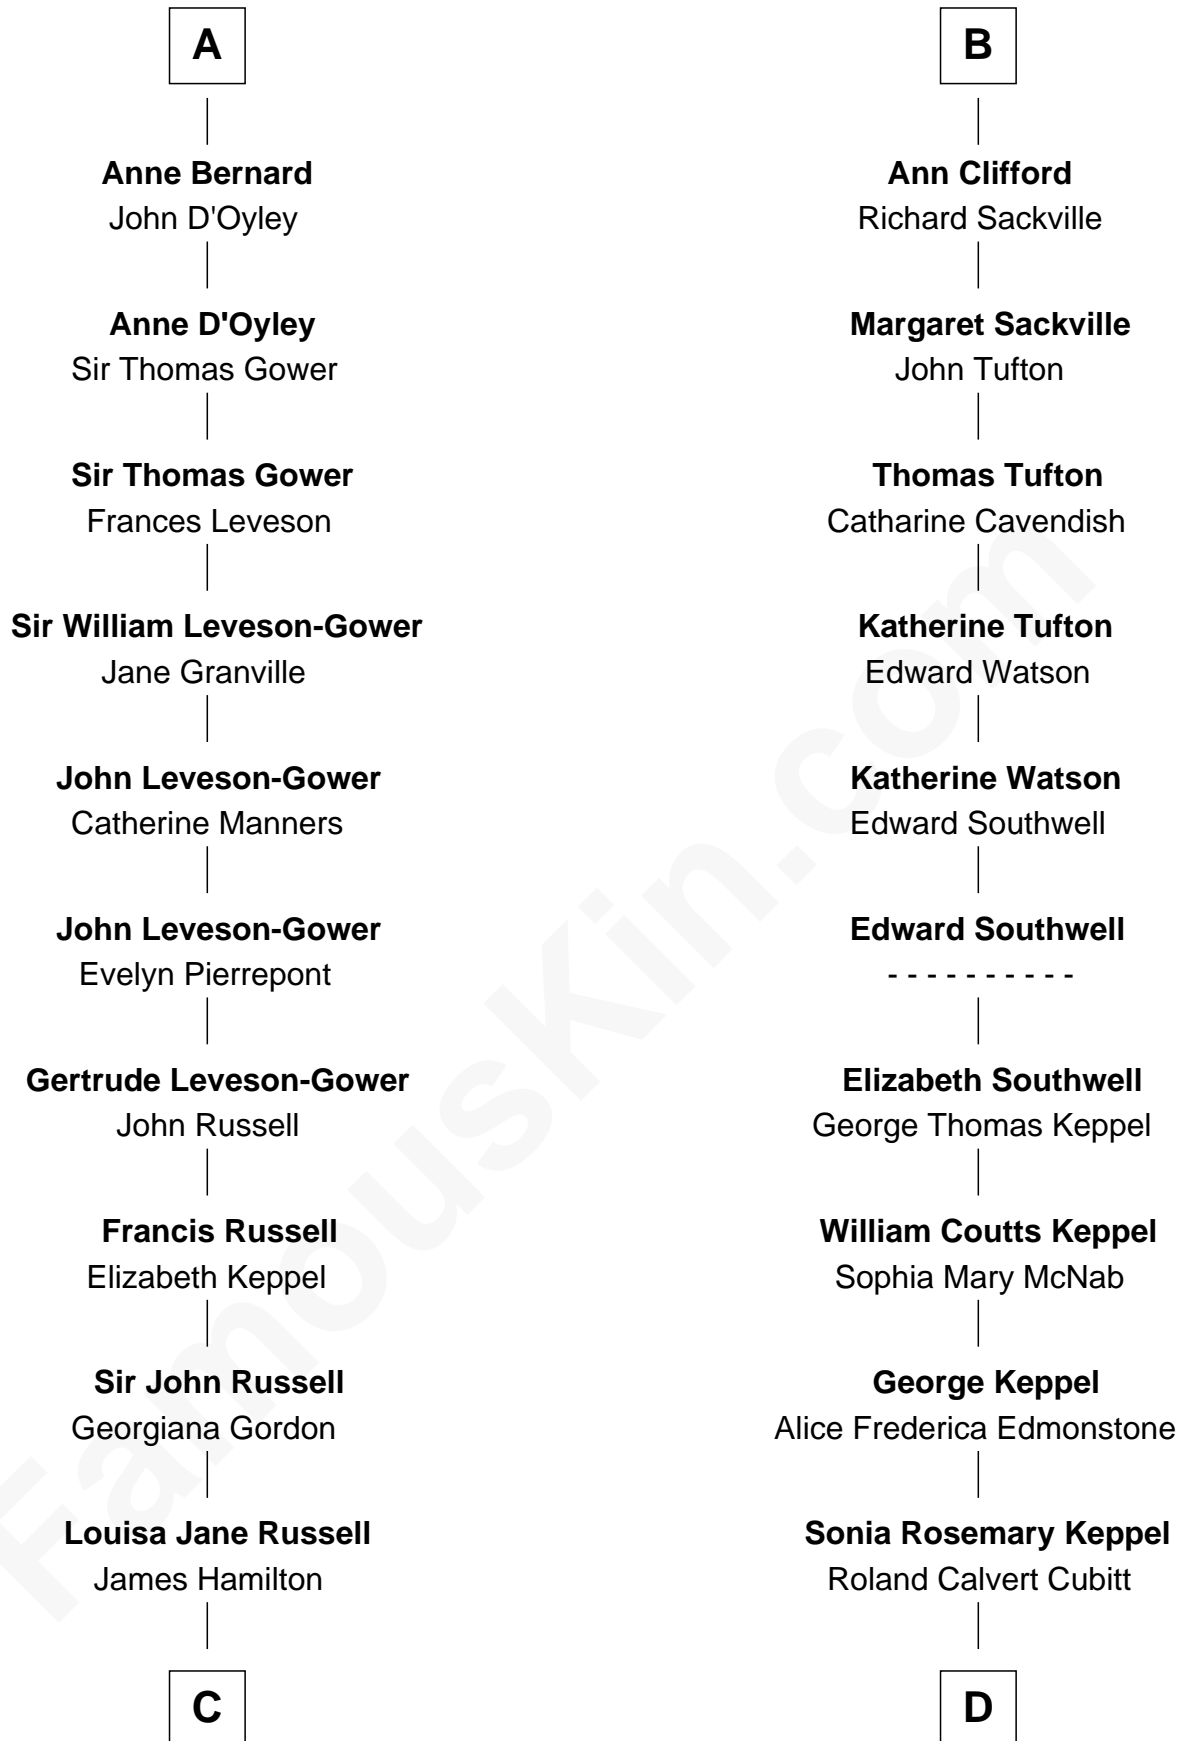 A
Anne Bernard
John D'Oyley
Anne D'Oyley
Sir Thomas Gower
Sir Thomas Gower
Frances Leveson
Sir William Leveson-Gower
Jane Granville
John Leveson-Gower
Catherine Manners
John Leveson-Gower
Evelyn Pierrepont
Gertrude Leveson-Gower
John Russell
Francis Russell
Elizabeth Keppel
Sir John Russell
Georgiana Gordon
Louisa Jane Russell
James Hamilton
C
B
Ann Clifford
Richard Sackville
Margaret Sackville
John Tufton
Thomas Tufton
Catharine Cavendish
Katherine Tufton
Edward Watson
Katherine Watson
Edward Southwell
Edward Southwell
- - - - - - - - - -
Elizabeth Southwell
George Thomas Keppel
William Coutts Keppel
Sophia Mary McNab
George Keppel
Alice Frederica Edmonstone
Sonia Rosemary Keppel
Roland Calvert Cubitt
D
FamousKin.com